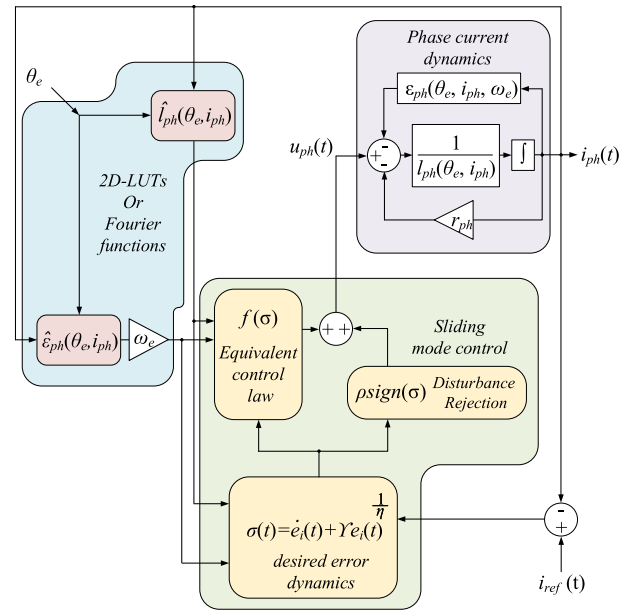 Phase current
dynamics
θe
ε_ph(θe, i_ph, ωe)
l̂_ph(θe,i_ph)
u_ph(t)
+ - -
1
l_ph(θe, i_ph)
∫
i_ph(t)
2D-LUTs
Or
Fourier
functions
r_ph
ε̂_ph(θe,i_ph)
ωe
f(σ)
Equivalent
control
law
+ +
Sliding
mode control
ρsign(σ) Disturbance
Rejection
σ(t)=ė_i(t)+ϒe_i(t)^(1/η)
desired error
dynamics
-
+
i_ref (t)